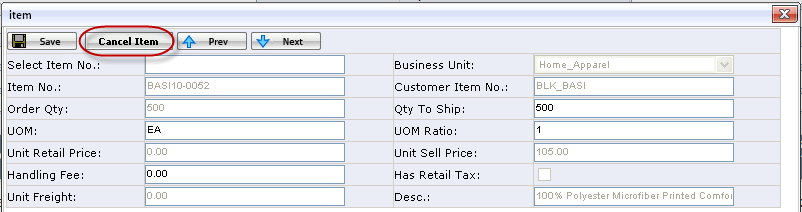 item
Save Cancel Item Prev Next
Select Item No.: Business Unit: Home_Apparel
Item No.: BASI10-0052 Customer Item No.: BLK_BASI
Order Qty: 500 Qty To Ship: 500
UOM: EA UOM Ratio: 1
Unit Retail Price: 0.00 Unit Sell Price: 105.00
Handling Fee: 0.00 Has Retail Tax:
Unit Freight: 0.00 Desc.: 100% Polyester Microfiber Printed Comfo